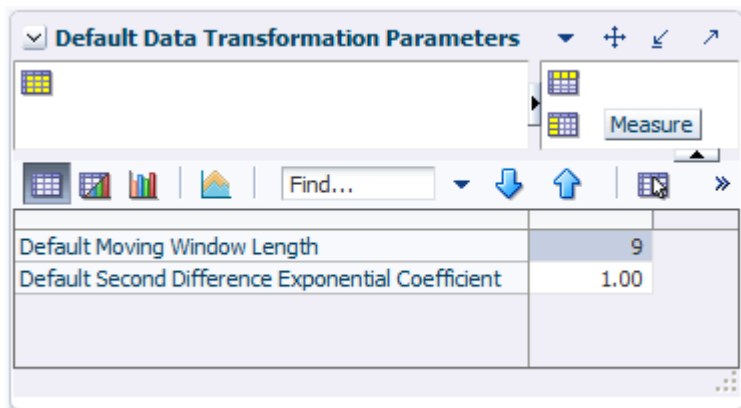 Default Data Transformation Parameters
Measure
Find...
Default Moving Window Length 9
Default Second Difference Exponential Coefficient 1.00